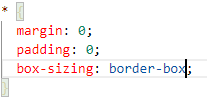 * {
margin: 0;
padding: 0;
box-sizing: border-box;
}